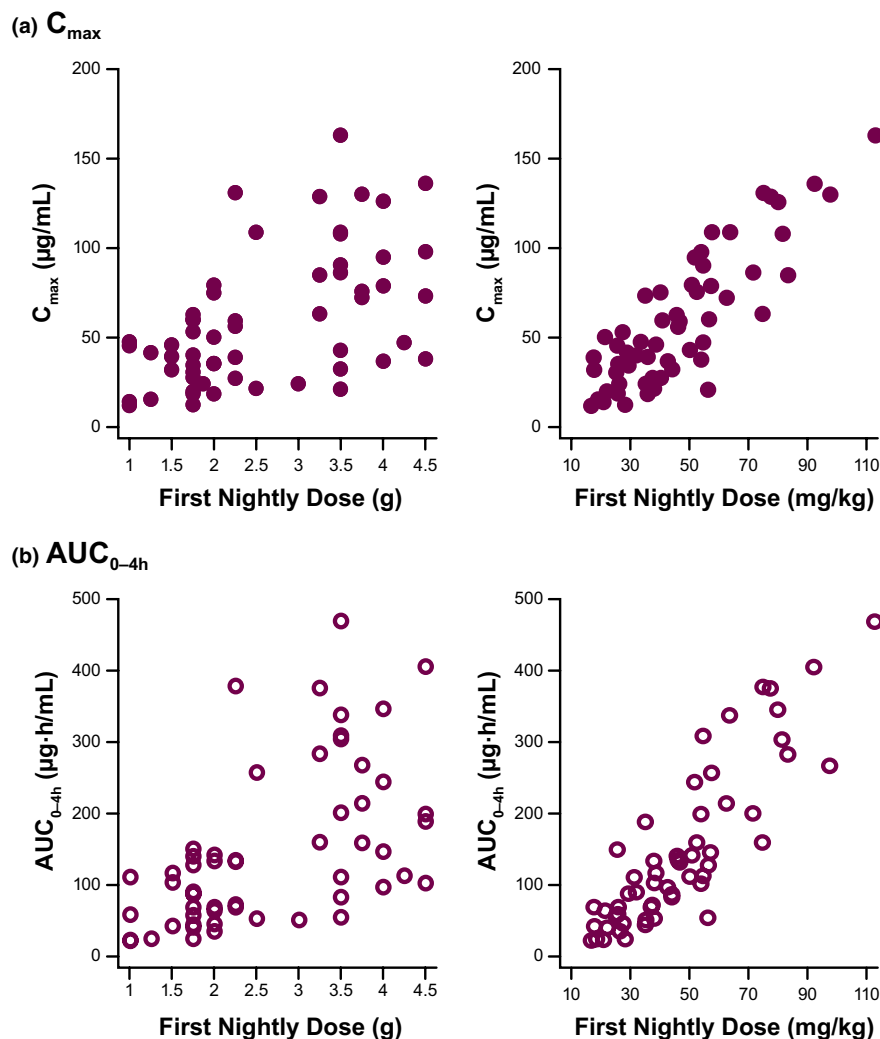 (a) Cmax
200
150
100
50
0
Cmax (µg/mL)
1 1.5 2 2.5 3 3.5 4 4.5
First Nightly Dose (g)
200
150
100
50
0
Cmax (µg/mL)
10 30 50 70 90 110
First Nightly Dose (mg/kg)
(b) AUC0–4h
500
400
300
200
100
0
AUC0–4h (µg·h/mL)
1 1.5 2 2.5 3 3.5 4 4.5
First Nightly Dose (g)
500
400
300
200
100
0
AUC0–4h (µg·h/mL)
10 30 50 70 90 110
First Nightly Dose (mg/kg)